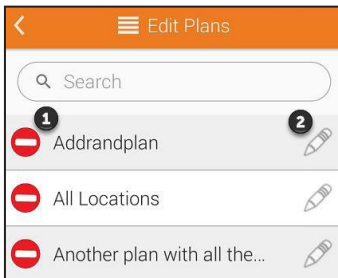 Edit Plans
Search
1 2
Addrandplan
All Locations
Another plan with all the...